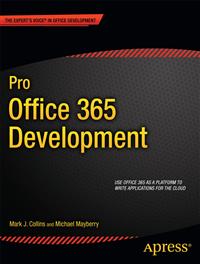 THE EXPERT'S VOICE® IN OFFICE DEVELOPMENT
Pro
Office 365
Development
USE OFFICE 365 AS A PLATFORM TO
WRITE APPLICATIONS FOR THE CLOUD
Mark J. Collins and Michael Mayberry
Apress®